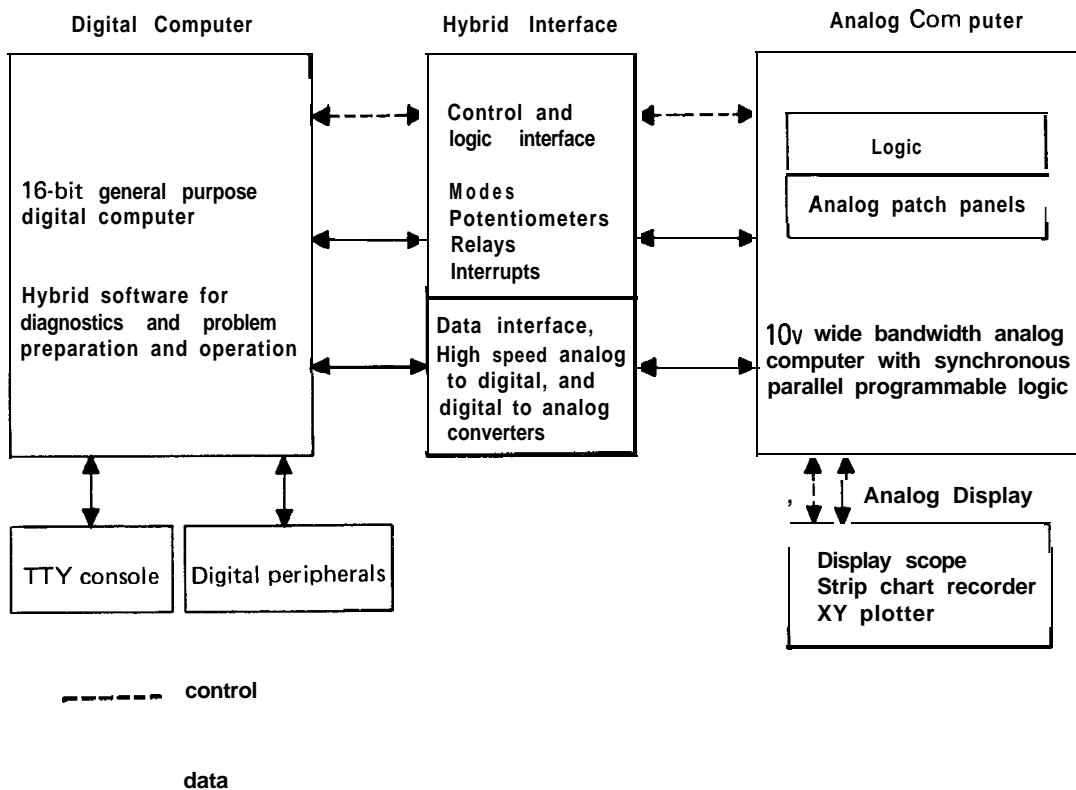 Digital Computer
Hybrid Interface
Analog Computer
16-bit general purpose
digital computer
Hybrid software for
diagnostics and problem
preparation and operation
Control and
logic interface
Modes
Potentiometers
Relays
Interrupts
Data interface,
High speed analog
to digital, and
digital to analog
converters
Logic
Analog patch panels
10v wide bandwidth analog
computer with synchronous
parallel programmable logic
TTY console
Digital peripherals
, Analog Display
Display scope
Strip chart recorder
XY plotter
control
data